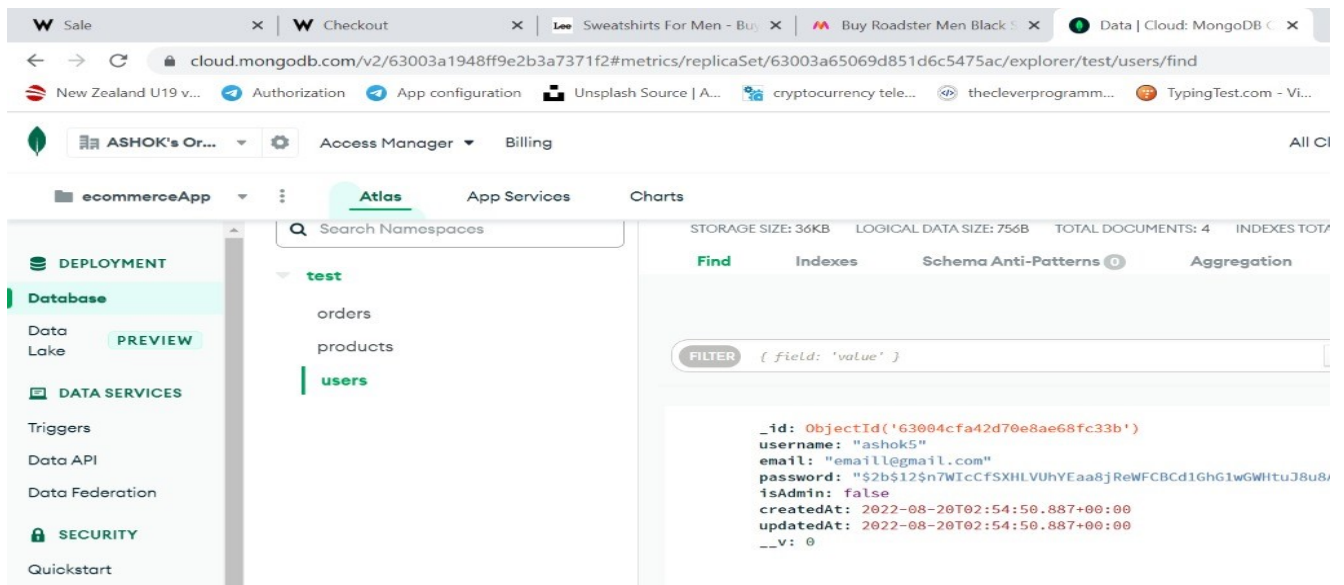 Sale
Checkout
Lee Sweatshirts For Men - Buy
Buy Roadster Men Black S
Data | Cloud: MongoDB C
cloud.mongodb.com/v2/63003a1948ff9e2b3a7371f2#metrics/replicaSet/63003a65069d851d6c5475ac/explorer/test/users/find
New Zealand U19 v... Authorization App configuration Unsplash Source | A... cryptocurrency tele... thecleverprogramm... TypingTest.com - Vi...
ASHOK's Or... Access Manager Billing All Cl
ecommerceApp Atlas App Services Charts
Search Namespaces
STORAGE SIZE: 36KB LOGICAL DATA SIZE: 756B TOTAL DOCUMENTS: 4 INDEXES TOTA
DEPLOYMENT
Database
Data Lake PREVIEW
DATA SERVICES
Triggers
Data API
Data Federation
SECURITY
Quickstart
test
orders
products
users
Find Indexes Schema Anti-Patterns 0 Aggregation
FILTER { field: 'value' }
_id: ObjectId('63004cfa42d70e8ae68fc33b')
username: "ashok5"
email: "emaill@gmail.com"
password: "$2b$12$n7WIcCfSXHLVUhYEaa8jReWFCBCd1GhG1wGWHtuJ8u8A
isAdmin: false
createdAt: 2022-08-20T02:54:50.887+00:00
updatedAt: 2022-08-20T02:54:50.887+00:00
__v: 0